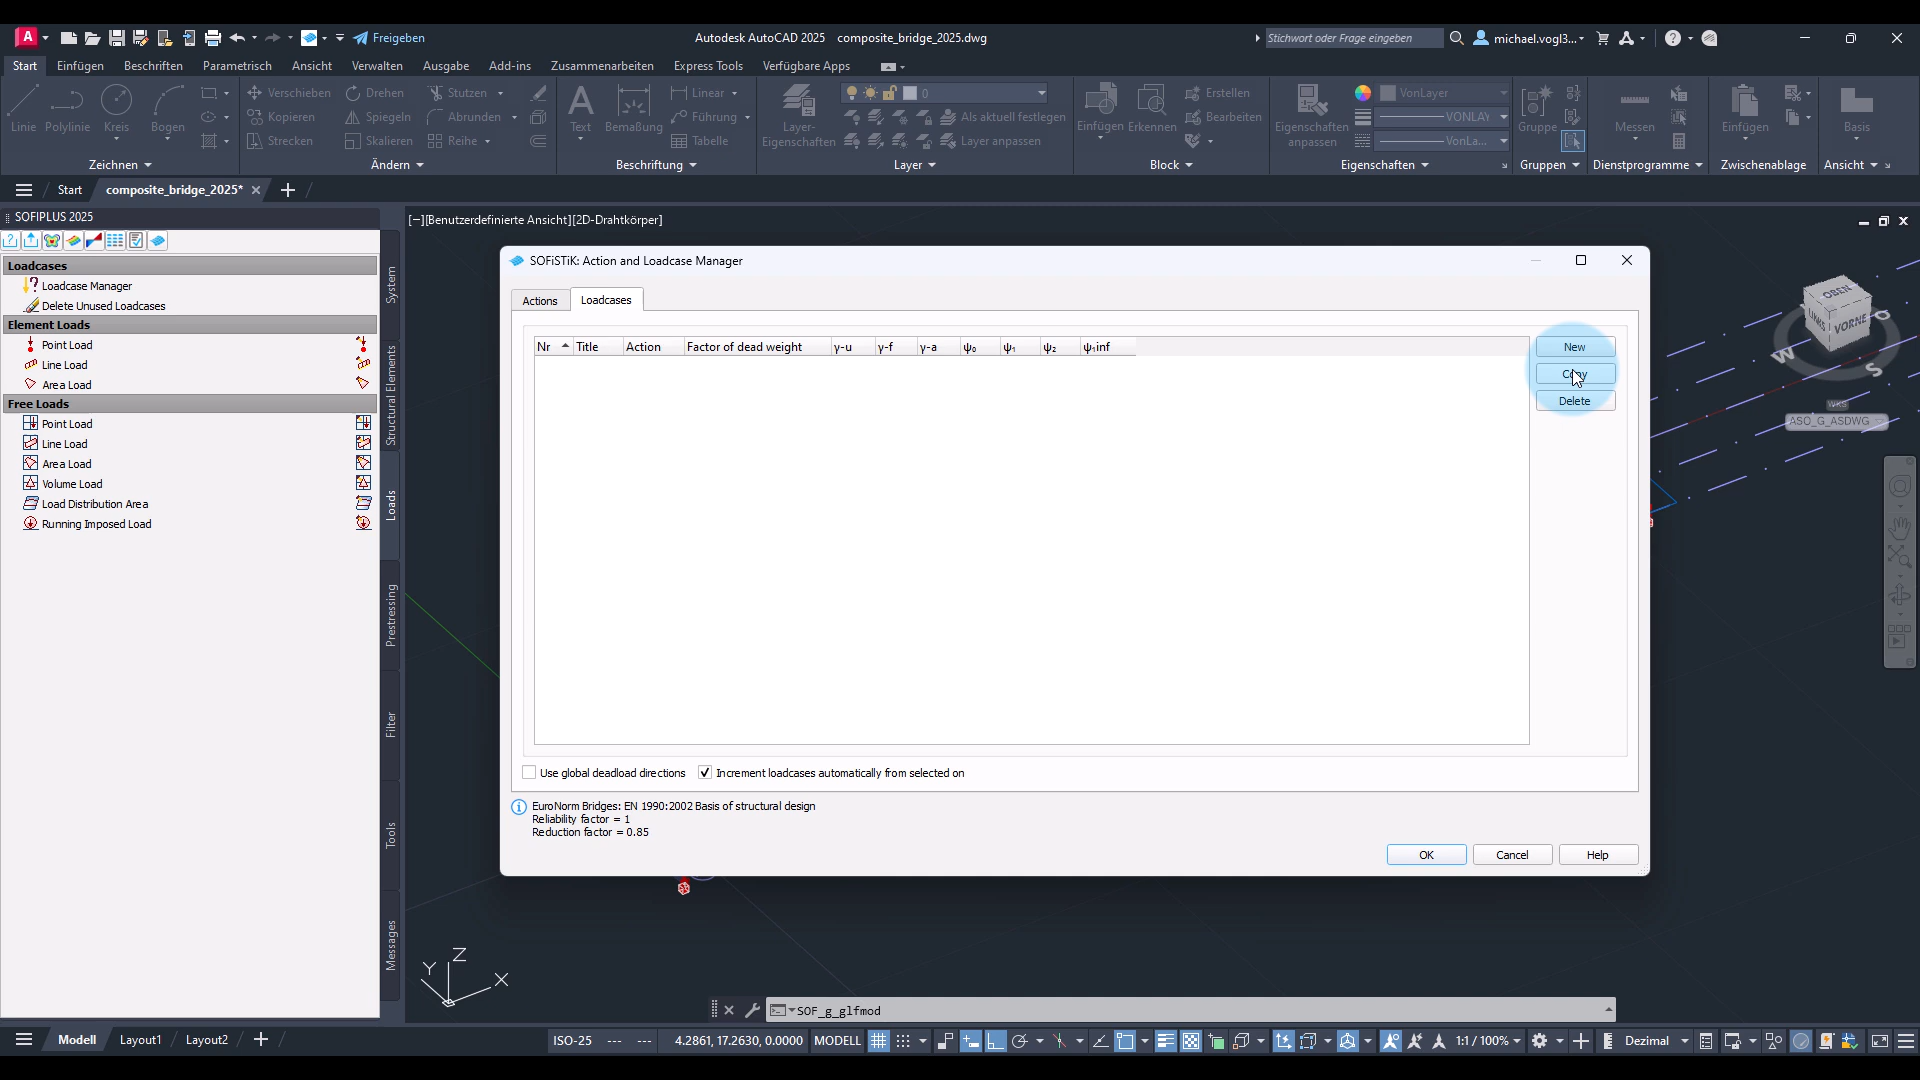 Freigeben
Autodesk AutoCAD 2025 composite_bridge_2025.dwg
Stichwort oder Frage eingeben
michael.vogl3...
Start Einfügen Beschriften Parametrisch Ansicht Verwalten Ausgabe Add-ins Zusammenarbeiten Express Tools Verfügbare Apps
Linie Polylinie Kreis Bogen
Zeichnen
Verschieben Drehen Stutzen
Kopieren Spiegeln Abrunden
Strecken Skalieren Reihe
Ändern
Text Bemaßung
Linear
Führung
Tabelle
Beschriftung
Layer-Eigenschaften
0
Als aktuell festlegen
Layer anpassen
Layer
Einfügen Erkennen
Erstellen
Bearbeiten
Block
Eigenschaften anpassen
VonLayer
VONLAY
VonLa...
Eigenschaften
Gruppe
Gruppen
Messen
Dienstprogramme
Einfügen
Zwischenablage
Basis
Ansicht
Start composite_bridge_2025*
SOFIPLUS 2025
[−][Benutzerdefinierte Ansicht][2D-Drahtkörper]
Loadcases
Loadcase Manager
Delete Unused Loadcases
Element Loads
Point Load
Line Load
Area Load
Free Loads
Point Load
Line Load
Area Load
Volume Load
Load Distribution Area
Running Imposed Load
System
Structural Elements
Loads
Prestressing
Filter
Tools
Messages
SOFiSTiK: Action and Loadcase Manager
Actions Loadcases
Nr Title Action Factor of dead weight γ-u γ-f γ-a ψ₀ ψ₁ ψ₂ ψ₁inf
New
Copy
Delete
Use global deadload directions Increment loadcases automatically from selected on
EuroNorm Bridges: EN 1990:2002 Basis of structural design
Reliability factor = 1
Reduction factor = 0.85
OK Cancel Help
OBEN
LINKS VORNE
W S O
WKS
ASO_G_ASDWG
Y Z X
SOF_g_glfmod
Modell Layout1 Layout2
ISO-25 --- --- 4.2861, 17.2630, 0.0000 MODELL 1:1 / 100% Dezimal